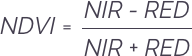 NDVI = NIR - RED
NIR + RED